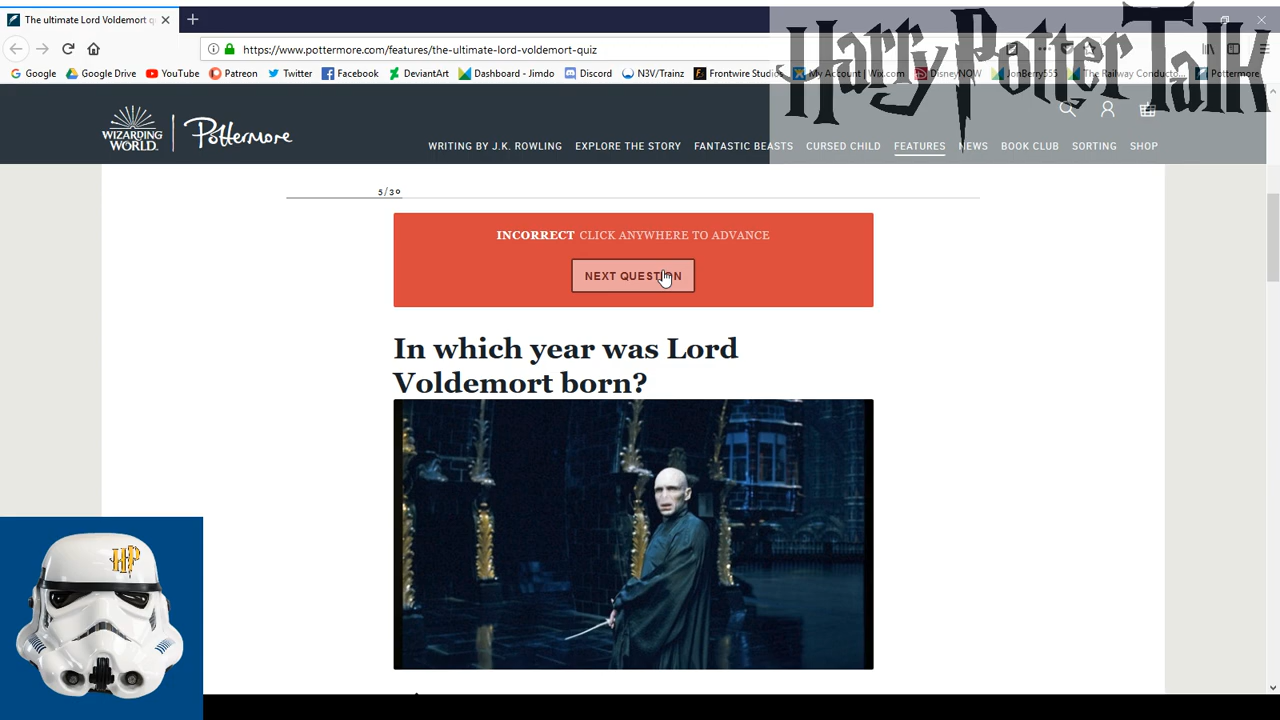 The ultimate Lord Voldemort q
https://www.pottermore.com/features/the-ultimate-lord-voldemort-quiz
Harry Potter Talk
Google Google Drive YouTube Patreon Twitter Facebook DeviantArt Dashboard - Jimdo Discord N3V/Trainz Frontwire Studios My Account | Wix.com DisneyNOW JonBerry555 The Railway Conducto... Pottermore
WIZARDING WORLD Pottermore
WRITING BY J.K. ROWLING EXPLORE THE STORY FANTASTIC BEASTS CURSED CHILD FEATURES NEWS BOOK CLUB SORTING SHOP
5/30
INCORRECT CLICK ANYWHERE TO ADVANCE
NEXT QUESTION
In which year was Lord
Voldemort born?
HP